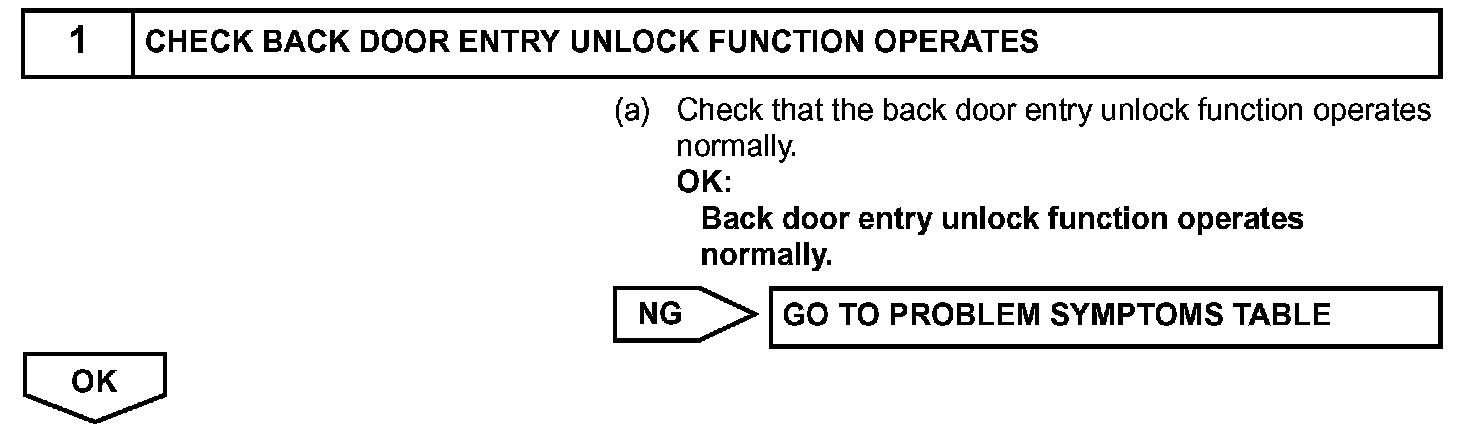 1 CHECK BACK DOOR ENTRY UNLOCK FUNCTION OPERATES
(a) Check that the back door entry unlock function operates
normally.
OK:
Back door entry unlock function operates
normally.
NG GO TO PROBLEM SYMPTOMS TABLE
OK